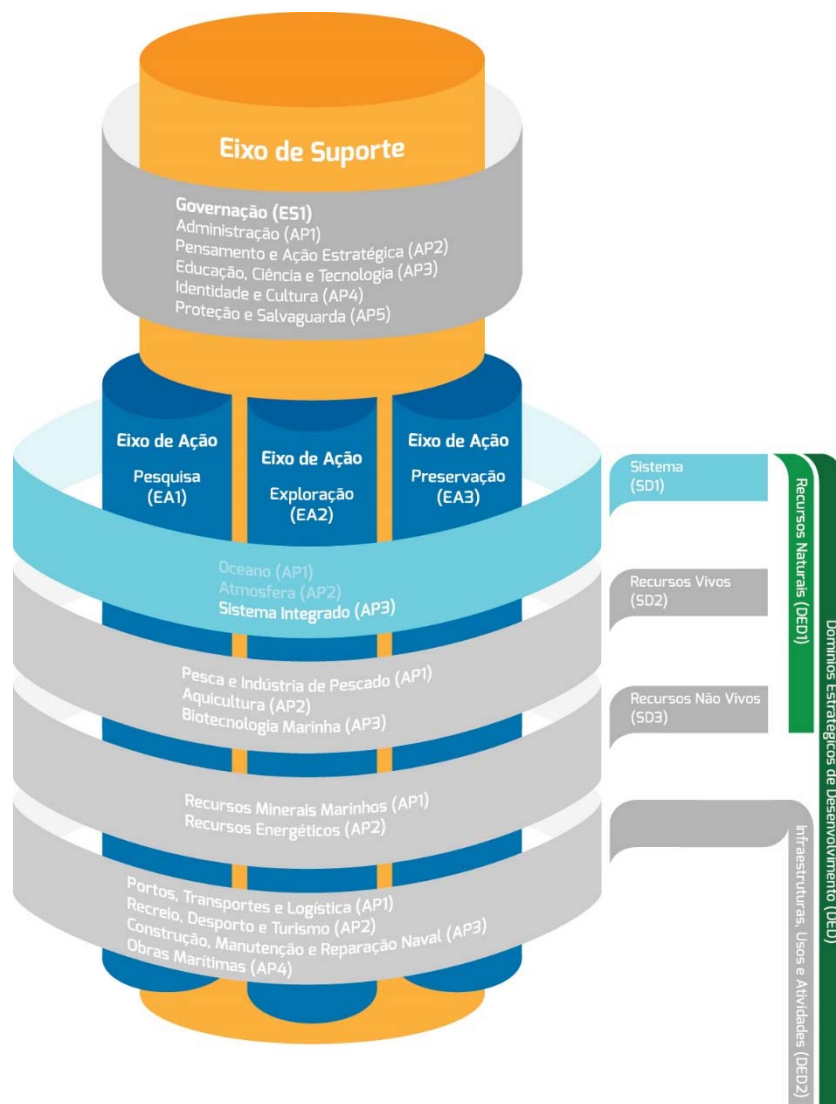 Eixo de Suporte
Governação (ES1)
Administração (AP1)
Pensamento e Ação Estratégica (AP2)
Educação, Ciência e Tecnologia (AP3)
Identidade e Cultura (AP4)
Proteção e Salvaguarda (AP5)
Eixo de Ação
Pesquisa
(EA1)
Eixo de Ação
Exploração
(EA2)
Eixo de Ação
Preservação
(EA3)
Oceano (AP1)
Atmosfera (AP2)
Sistema Integrado (AP3)
Sistema
(SD1)
Pesca e Indústria de Pescado (AP1)
Aquicultura (AP2)
Biotecnologia Marinha (AP3)
Recursos Vivos
(SD2)
Recursos Minerais Marinhos (AP1)
Recursos Energéticos (AP2)
Recursos Não Vivos
(SD3)
Portos, Transportes e Logística (AP1)
Recreio, Desporto e Turismo (AP2)
Construção, Manutenção e Reparação Naval (AP3)
Obras Marítimas (AP4)
Recursos Naturais (DED1)
Infraestruturas, Usos e Atividades (DED2)
Domínios Estratégicos de Desenvolvimento (DED)